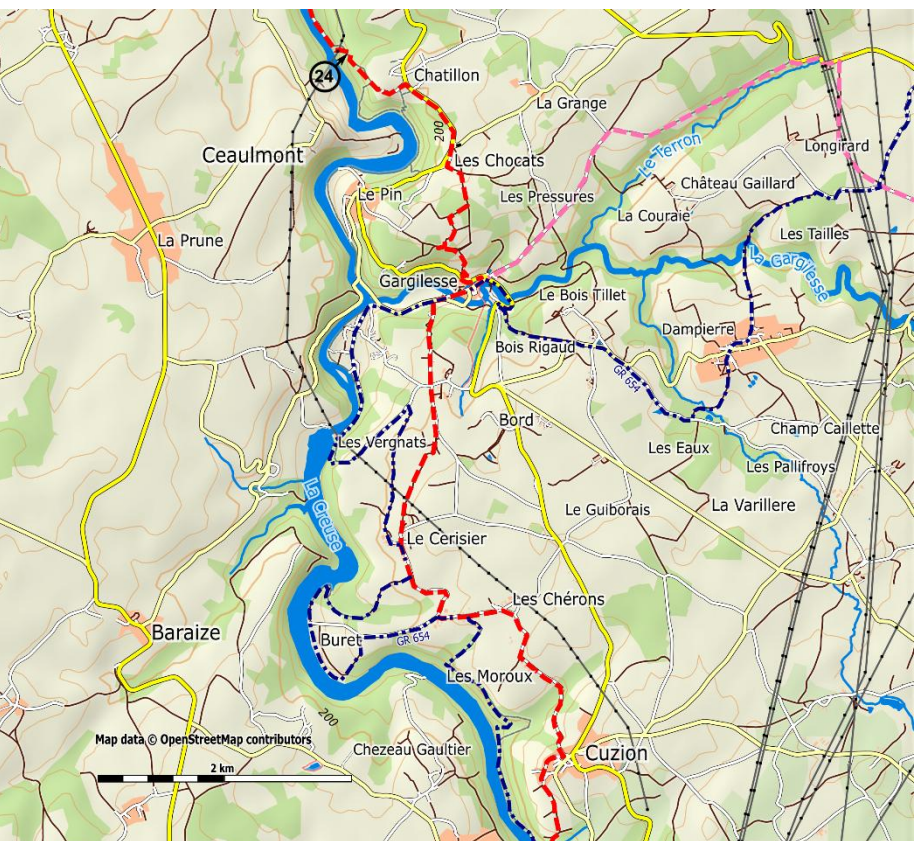 24
Chatillon
La Grange
200
Ceaulmont
Les Chocats
Le Terron
Longirard
Le Pin
Les Pressures
Château Gaillard
La Couraie
La Prune
Les Tailles
Gargilesse
La Gargilesse
Le Bois Tillet
Dampierre
Bois Rigaud
GR 654
Bord
Champ Caillette
Les Vergnats
Les Eaux
Les Pallifroys
La Creuse
Le Guiborais
La Varillere
Le Cerisier
Les Chérons
Baraize
Buret
GR 654
Les Moroux
200
Map data © OpenStreetMap contributors
Chezeau Gaultier
Cuzion
2 km